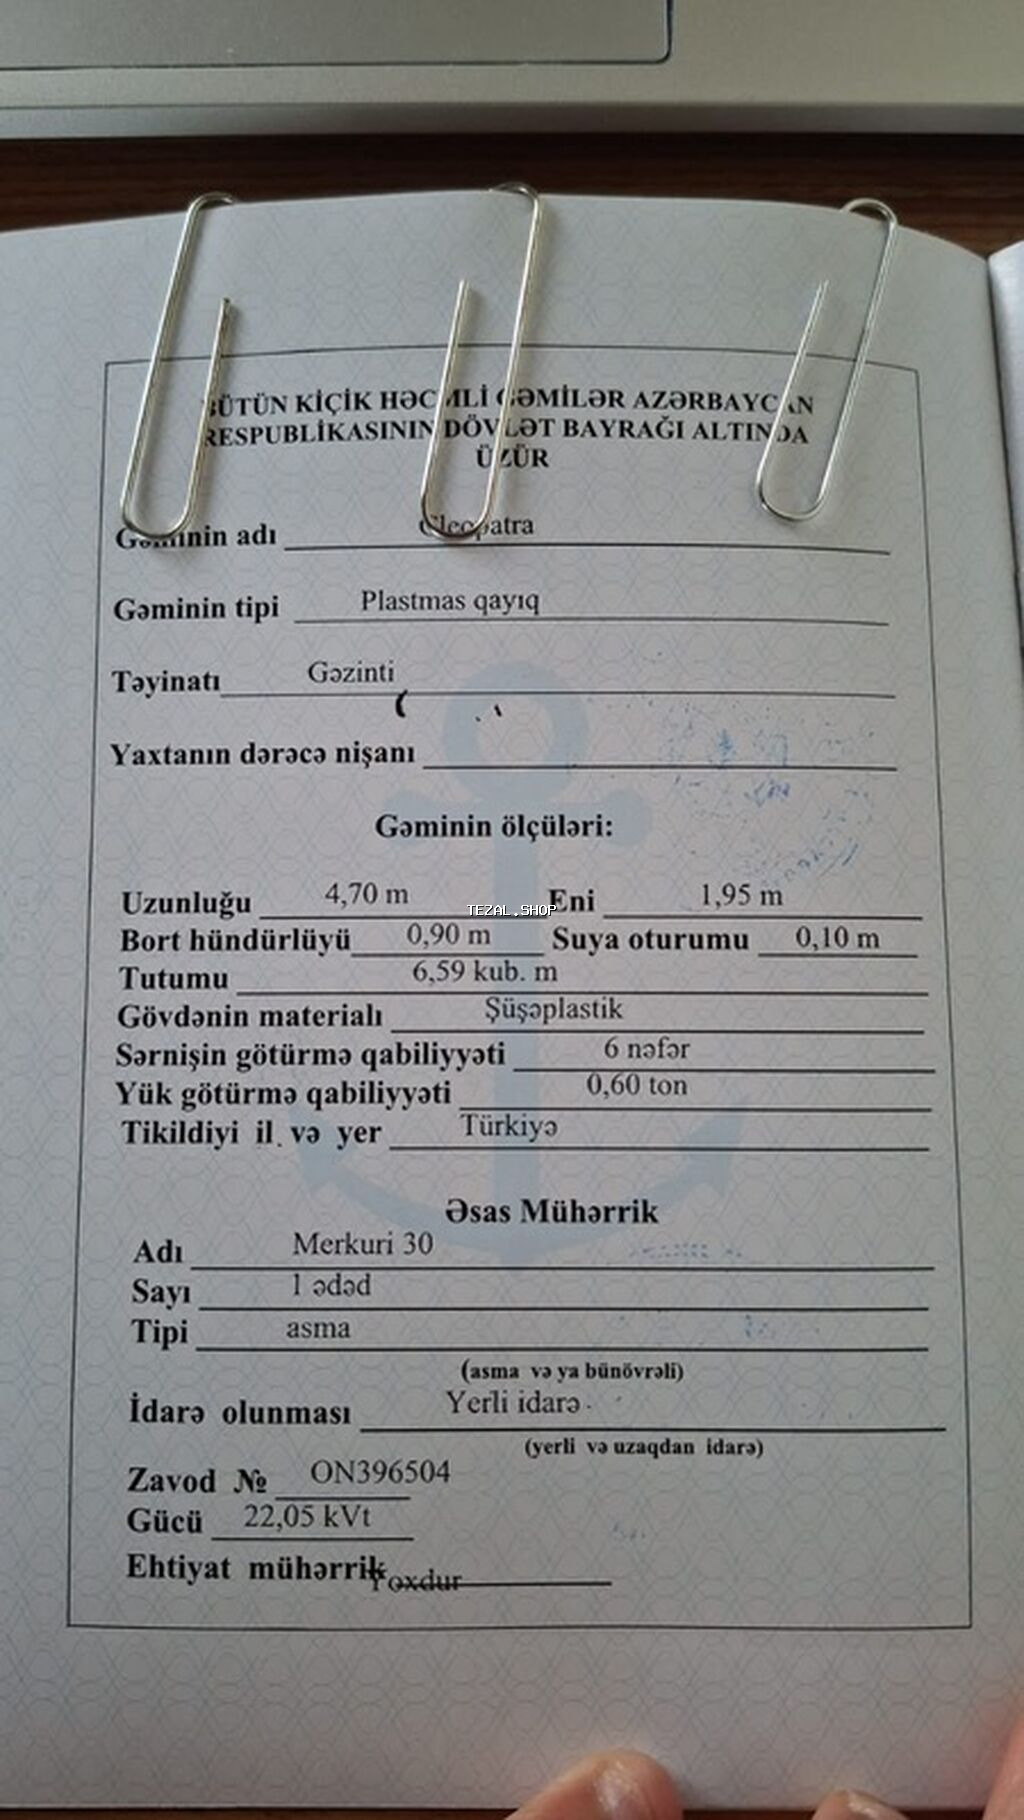 BÜTÜN KİÇİK HƏCMLİ GƏMİLƏR AZƏRBAYCAN
RESPUBLİKASININ DÖVLƏT BAYRAĞI ALTINDA
ÜZÜR
Gəminin adı Cleopatra
Gəminin tipi Plastmas qayıq
Təyinatı Gəzinti
Yaxtanın dərəcə nişanı
Gəminin ölçüləri:
Uzunluğu 4,70 m Eni 1,95 m
TEZAL.SHOP
Bort hündürlüyü 0,90 m Suya oturumu 0,10 m
Tutumu 6,59 kub. m
Gövdənin materialı Şüşəplastik
Sərnişin götürmə qabiliyyəti 6 nəfər
Yük götürmə qabiliyyəti 0,60 ton
Tikildiyi il və yer Türkiyə
Əsas Mühərrik
Adı Merkuri 30
Sayı 1 ədəd
Tipi asma
(asma və ya bünövrəli)
İdarə olunması Yerli idarə
(yerli və uzaqdan idarə)
Zavod № ON396504
Gücü 22,05 kVt
Ehtiyat mühərrik Yoxdur